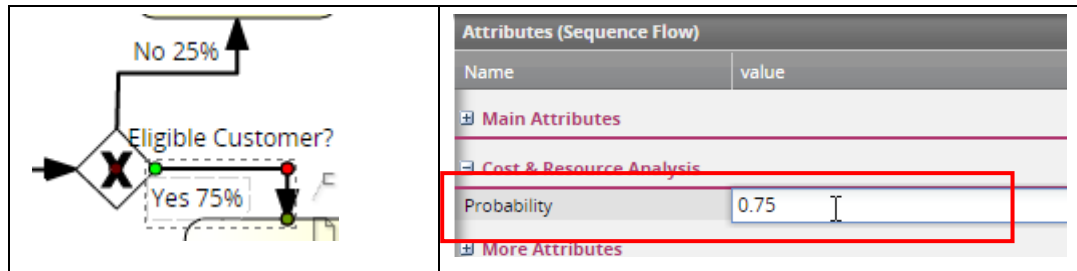 No 25%
Eligible Customer?
Yes 75%
Attributes (Sequence Flow)
Name value
Main Attributes
Cost & Resource Analysis
Probability 0.75
More Attributes